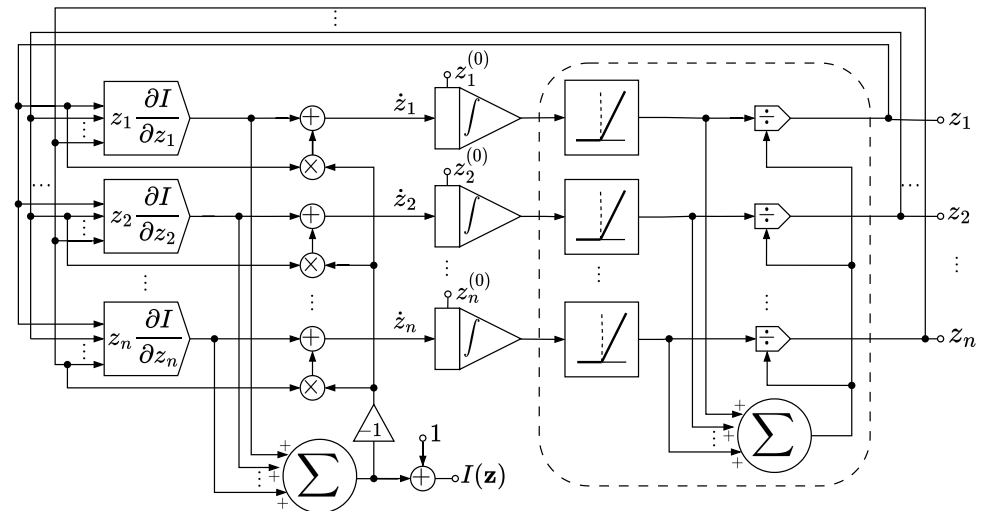 z_1 ∂I/∂z_1
+
×
ż_1
z_1^{(0)}
∫
÷
z_1
z_2 ∂I/∂z_2
+
×
ż_2
z_2^{(0)}
∫
÷
z_2
z_n ∂I/∂z_n
+
×
ż_n
z_n^{(0)}
∫
÷
z_n
−1
+
+
+
Σ
1
+
I(𝐳)
+
+
+
Σ